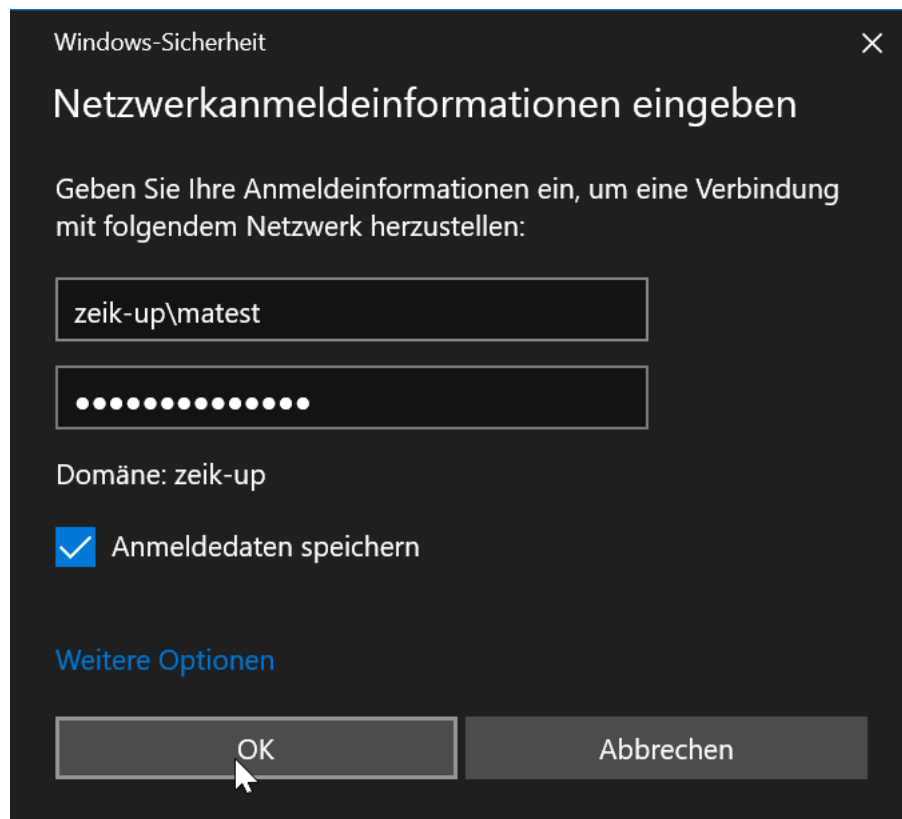 Windows-Sicherheit
Netzwerkanmeldeinformationen eingeben
Geben Sie Ihre Anmeldeinformationen ein, um eine Verbindung
mit folgendem Netzwerk herzustellen:
zeik-up\matest
●●●●●●●●●●●●●●
Domäne: zeik-up
Anmeldedaten speichern
Weitere Optionen
OK
Abbrechen